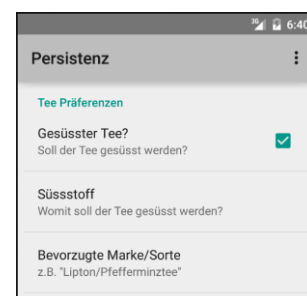 3G 6:40
Persistenz
Tee Präferenzen
Gesüsster Tee?
Soll der Tee gesüsst werden?
Süssstoff
Womit soll der Tee gesüsst werden?
Bevorzugte Marke/Sorte
z.B. "Lipton/Pfefferminztee"